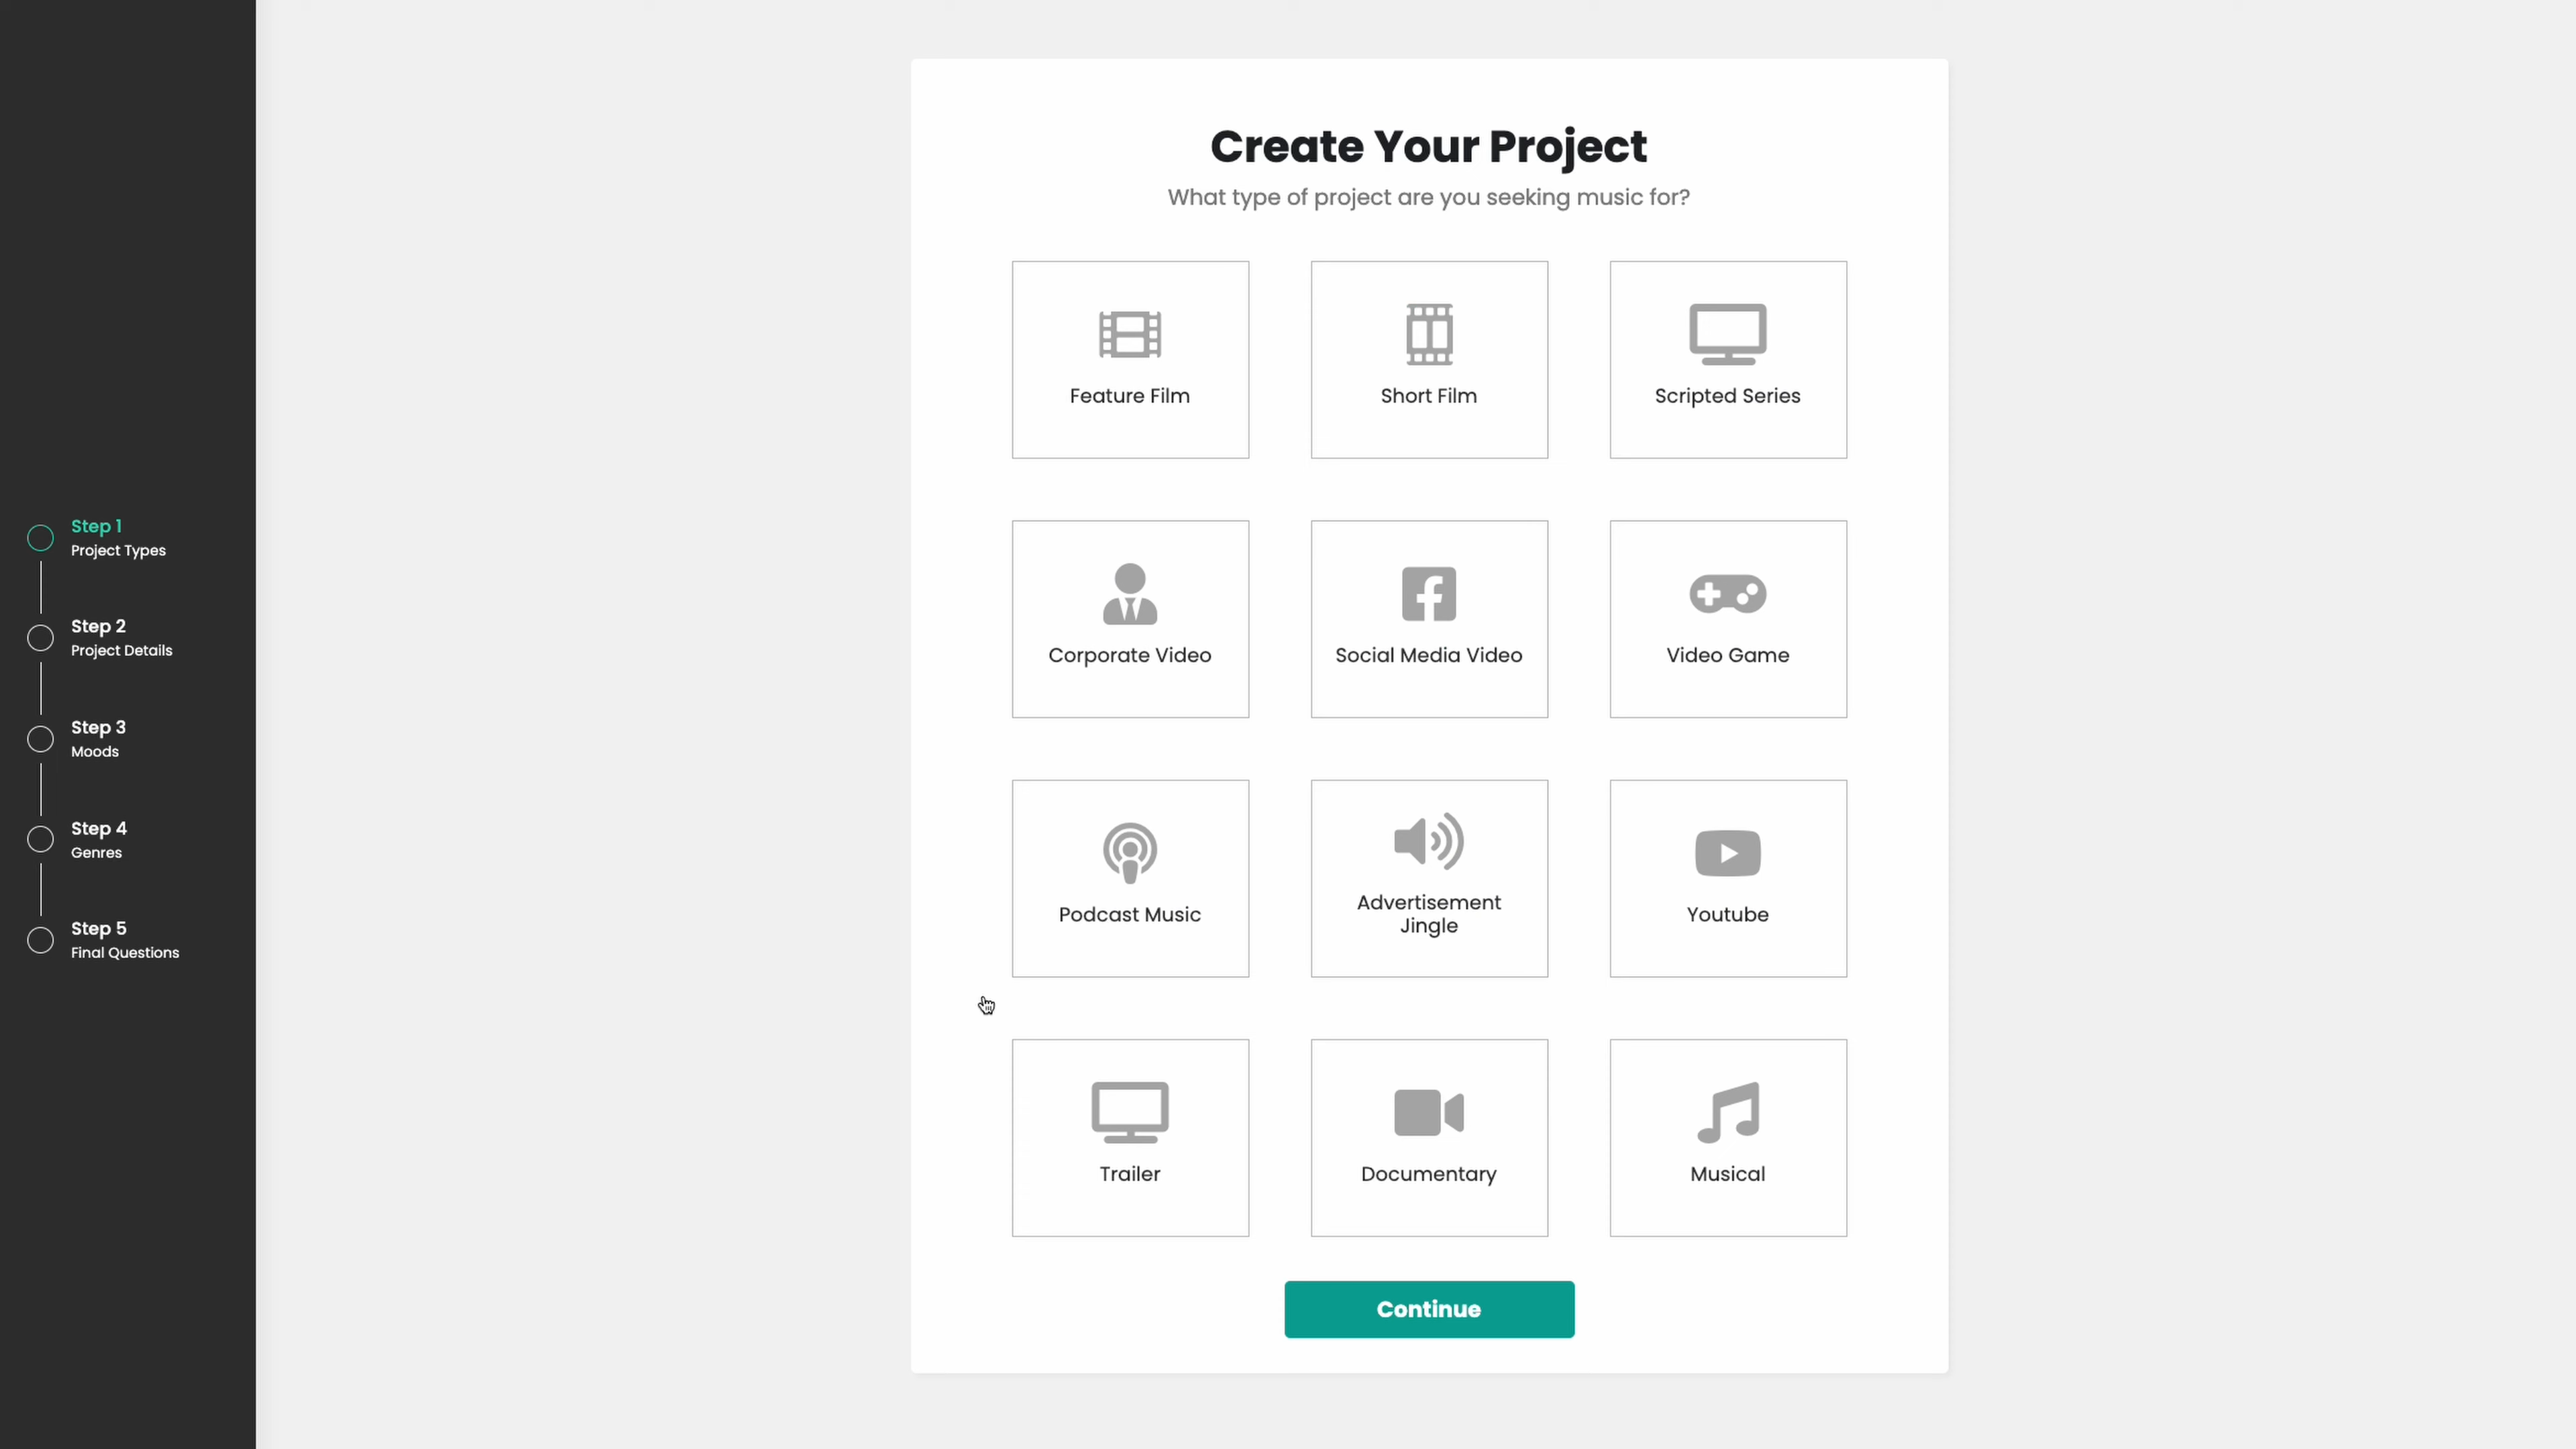 Step 1
Project Types
Step 2
Project Details
Step 3
Moods
Step 4
Genres
Step 5
Final Questions
Create Your Project
What type of project are you seeking music for?
Feature Film
Short Film
Scripted Series
Corporate Video
Social Media Video
Video Game
Podcast Music
Advertisement
Jingle
Youtube
Trailer
Documentary
Musical
Continue